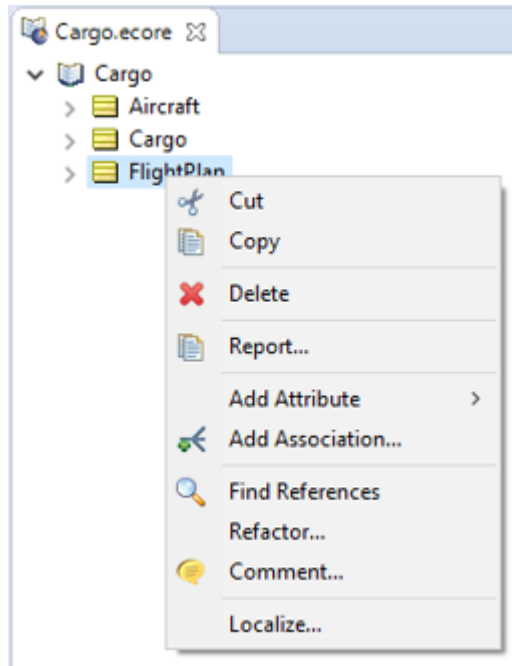 Cargo.ecore
Cargo
Aircraft
Cargo
FlightPlan
Cut
Copy
Delete
Report...
Add Attribute
Add Association...
Find References
Refactor...
Comment...
Localize...